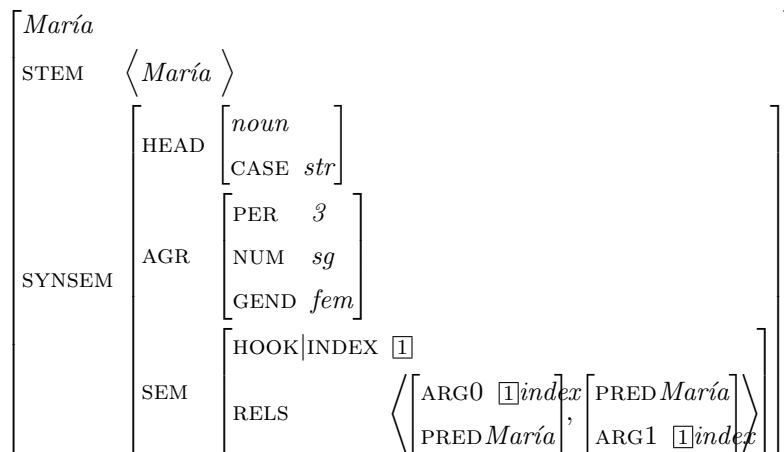 María
STEM ⟨María⟩
HEAD noun
CASE str
SYNSEM AGR PER 3
NUM sg
GEND fem
SEM HOOK|INDEX 1
RELS ⟨[ARG0 1 index PRED María], [PRED María ARG1 1 index]⟩